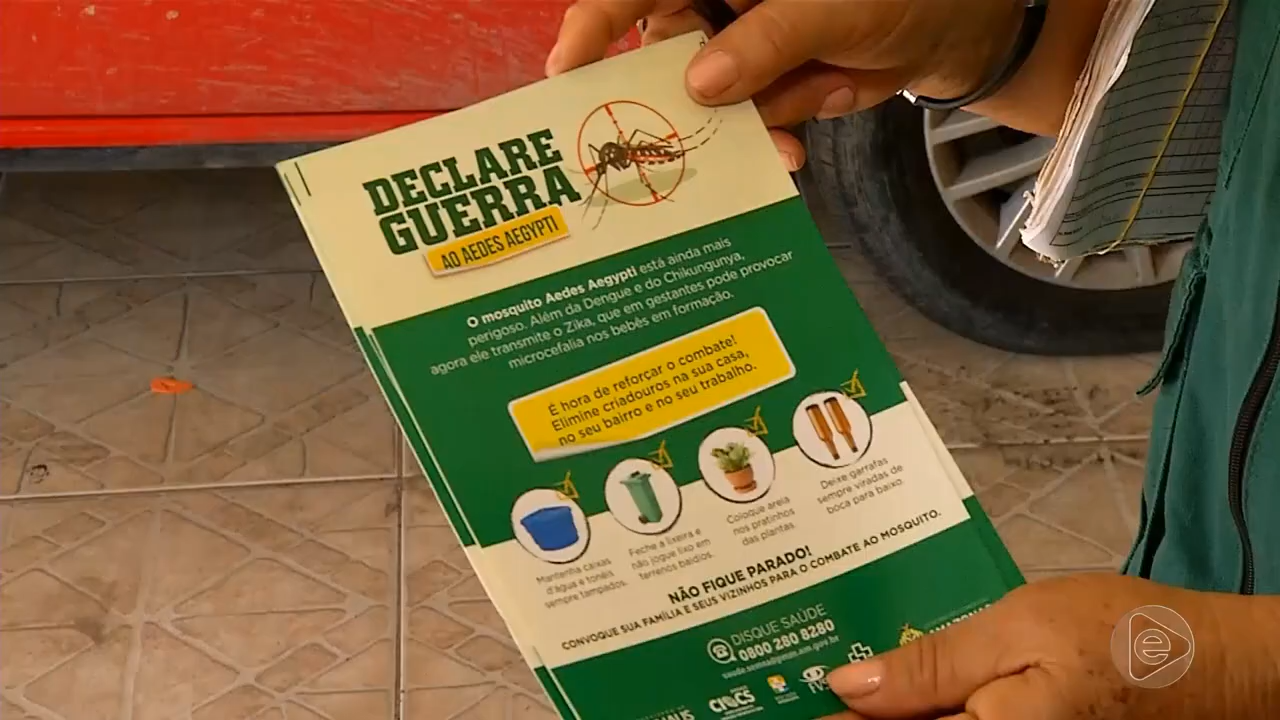 DECLARE
GUERRA
AO AEDES AEGYPTI
O mosquito Aedes Aegypti está ainda mais
perigoso. Além da Dengue e do Chikungunya,
agora ele transmite o Zika, que em gestantes pode provocar
microcefalia nos bebês em formação.
É hora de reforçar o combate!
Elimine criadouros na sua casa,
no seu bairro e no seu trabalho.
Mantenha caixas
d'água e tonéis
sempre tampados.
Feche a lixeira e
não jogue lixo em
terrenos baldios.
Coloque areia
nos pratinhos
das plantas.
Deixe garrafas
sempre viradas de
boca para baixo.
NÃO FIQUE PARADO!
CONVOQUE SUA FAMÍLIA E SEUS VIZINHOS PARA O COMBATE AO MOSQUITO.
DISQUE SAÚDE
0800 280 8280
AMAZONAS
e